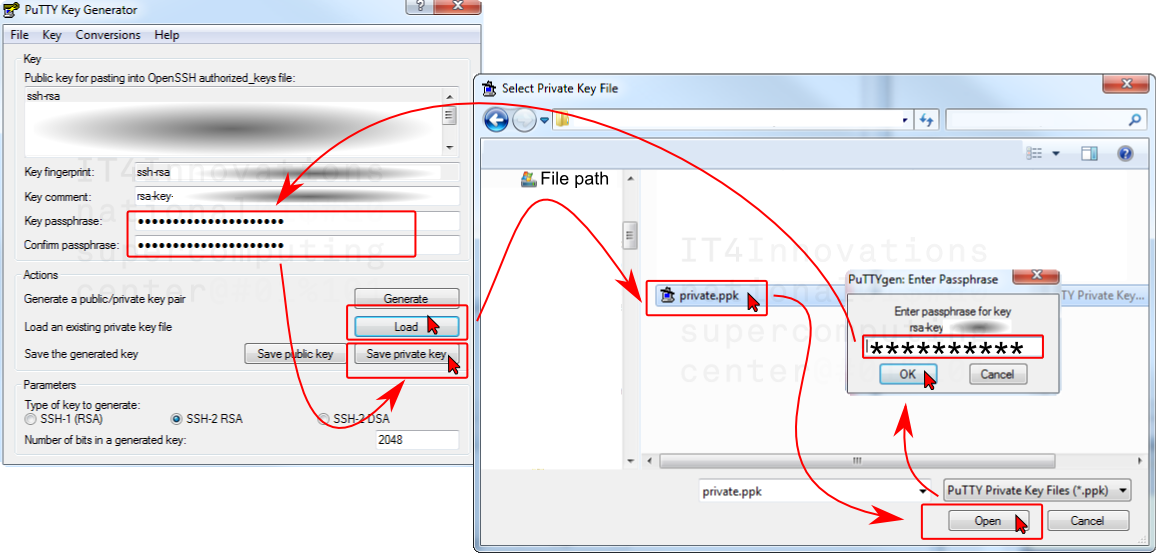 PuTTY Key Generator
File Key Conversions Help
Key
Public key for pasting into OpenSSH authorized_keys file:
ssh-rsa
Key fingerprint: ssh-rsa
Key comment: rsa-key-
Key passphrase: ●●●●●●●●●●●●●●●●●●●●●
Confirm passphrase: ●●●●●●●●●●●●●●●●●●●●●
Actions
Generate a public/private key pair Generate
Load an existing private key file Load
Save the generated key Save public key Save private key
Parameters
Type of key to generate:
SSH-1 (RSA) SSH-2 RSA SSH-2 DSA
Number of bits in a generated key: 2048
IT4Innovations
national
supercomputing
center
Select Private Key File
File path
private.ppk
TY Private Key...
PuTTYgen: Enter Passphrase
Enter passphrase for key
rsa-key
**********
OK Cancel
private.ppk PuTTY Private Key Files (*.ppk)
Open Cancel
IT4Innovations
national
supercomputing
center